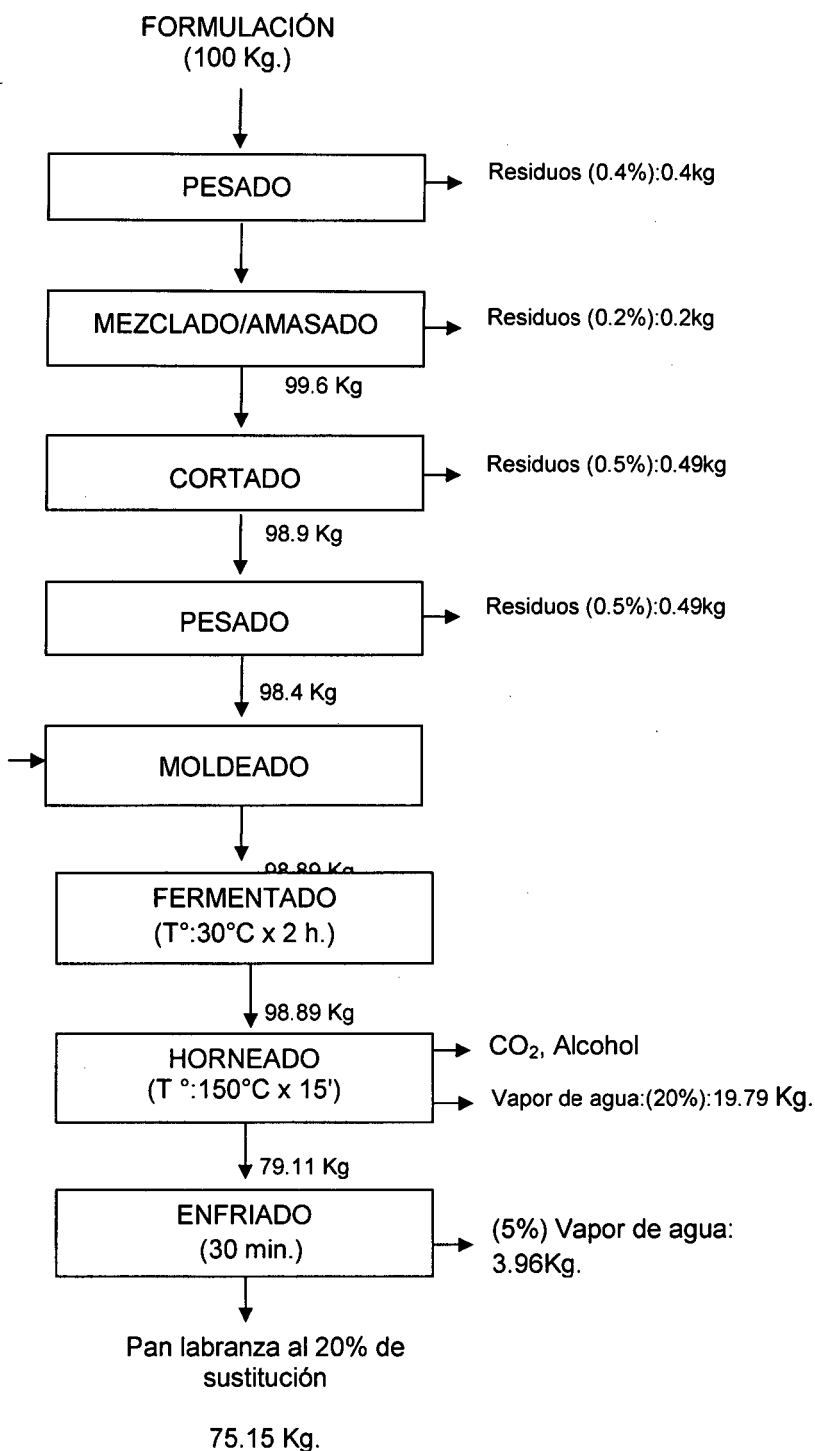 FORMULACIÓN
(100 Kg.)
PESADO
Residuos (0.4%):0.4kg
MEZCLADO/AMASADO
Residuos (0.2%):0.2kg
99.6 Kg
CORTADO
Residuos (0.5%):0.49kg
98.9 Kg
PESADO
Residuos (0.5%):0.49kg
98.4 Kg
MOLDEADO
98.89 Kg
FERMENTADO
(T°:30°C x 2 h.)
98.89 Kg
HORNEADO
(T °:150°C x 15')
CO₂, Alcohol
Vapor de agua:(20%):19.79 Kg.
79.11 Kg
ENFRIADO
(30 min.)
(5%) Vapor de agua:
3.96Kg.
Pan labranza al 20% de
sustitución
75.15 Kg.